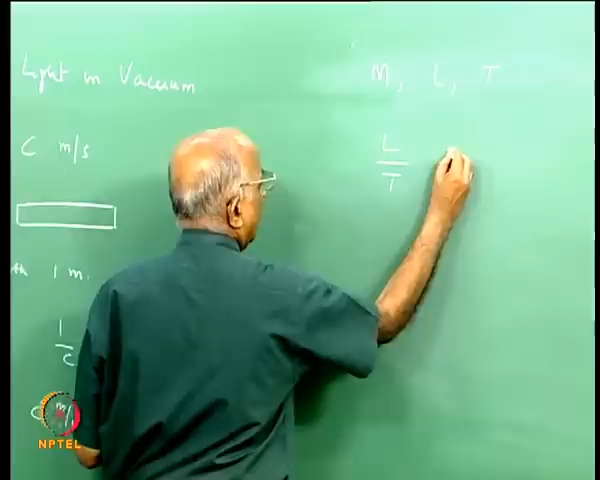 Light in Vacuum
C m/s
1 m.
1
C
M, L, T
L
T
NPTEL